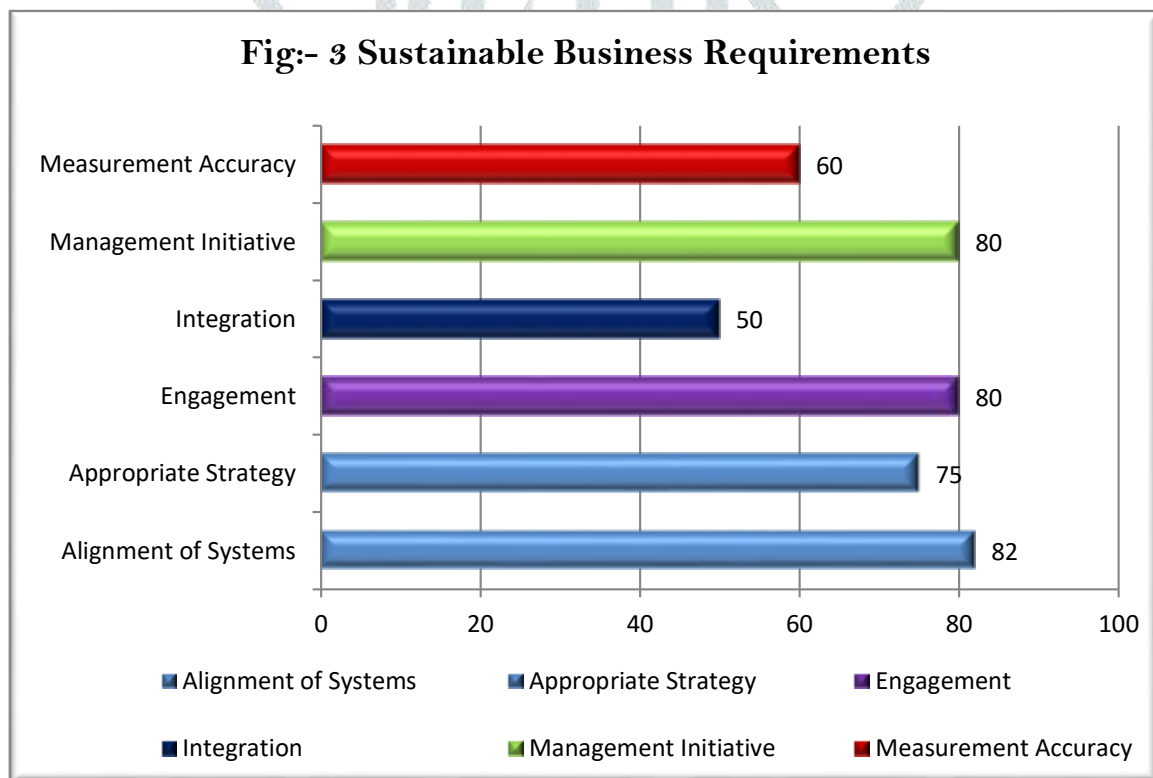 Fig:- 3 Sustainable Business Requirements
Measurement Accuracy
60
Management Initiative
80
Integration
50
Engagement
80
Appropriate Strategy
75
Alignment of Systems
82
0 20 40 60 80 100
Alignment of Systems Appropriate Strategy Engagement
Integration Management Initiative Measurement Accuracy